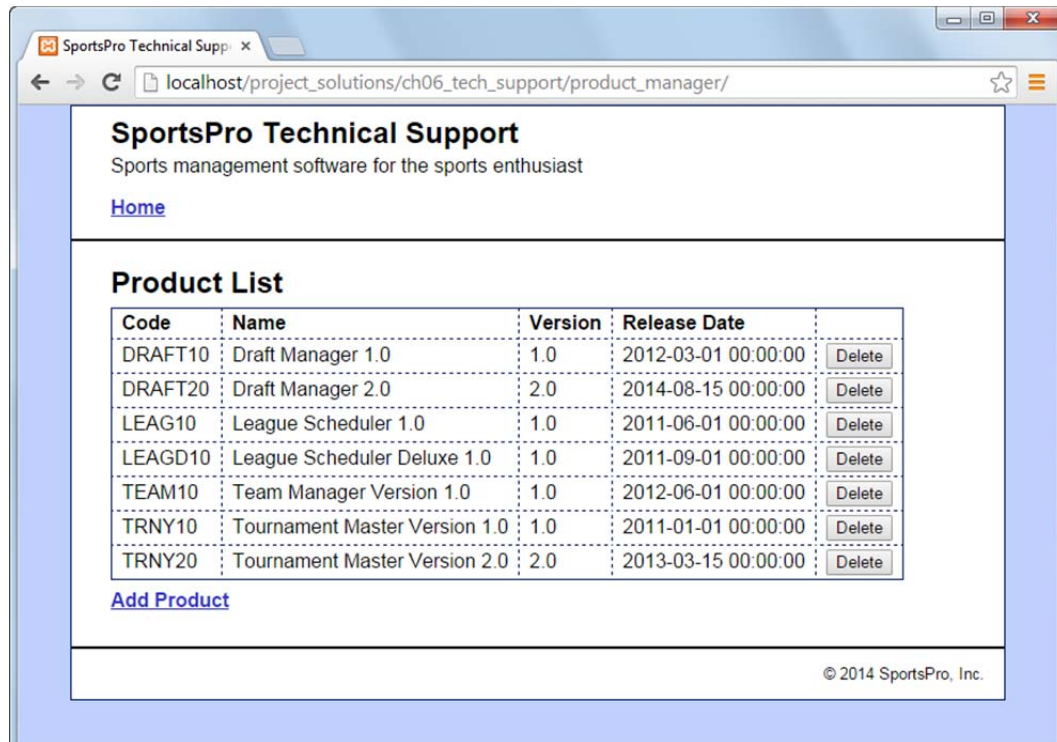 SportsPro Technical Supp
localhost/project_solutions/ch06_tech_support/product_manager/
SportsPro Technical Support
Sports management software for the sports enthusiast
Home
Product List
Code Name Version Release Date
DRAFT10 Draft Manager 1.0 1.0 2012-03-01 00:00:00 Delete
DRAFT20 Draft Manager 2.0 2.0 2014-08-15 00:00:00 Delete
LEAG10 League Scheduler 1.0 1.0 2011-06-01 00:00:00 Delete
LEAGD10 League Scheduler Deluxe 1.0 1.0 2011-09-01 00:00:00 Delete
TEAM10 Team Manager Version 1.0 1.0 2012-06-01 00:00:00 Delete
TRNY10 Tournament Master Version 1.0 1.0 2011-01-01 00:00:00 Delete
TRNY20 Tournament Master Version 2.0 2.0 2013-03-15 00:00:00 Delete
Add Product
© 2014 SportsPro, Inc.